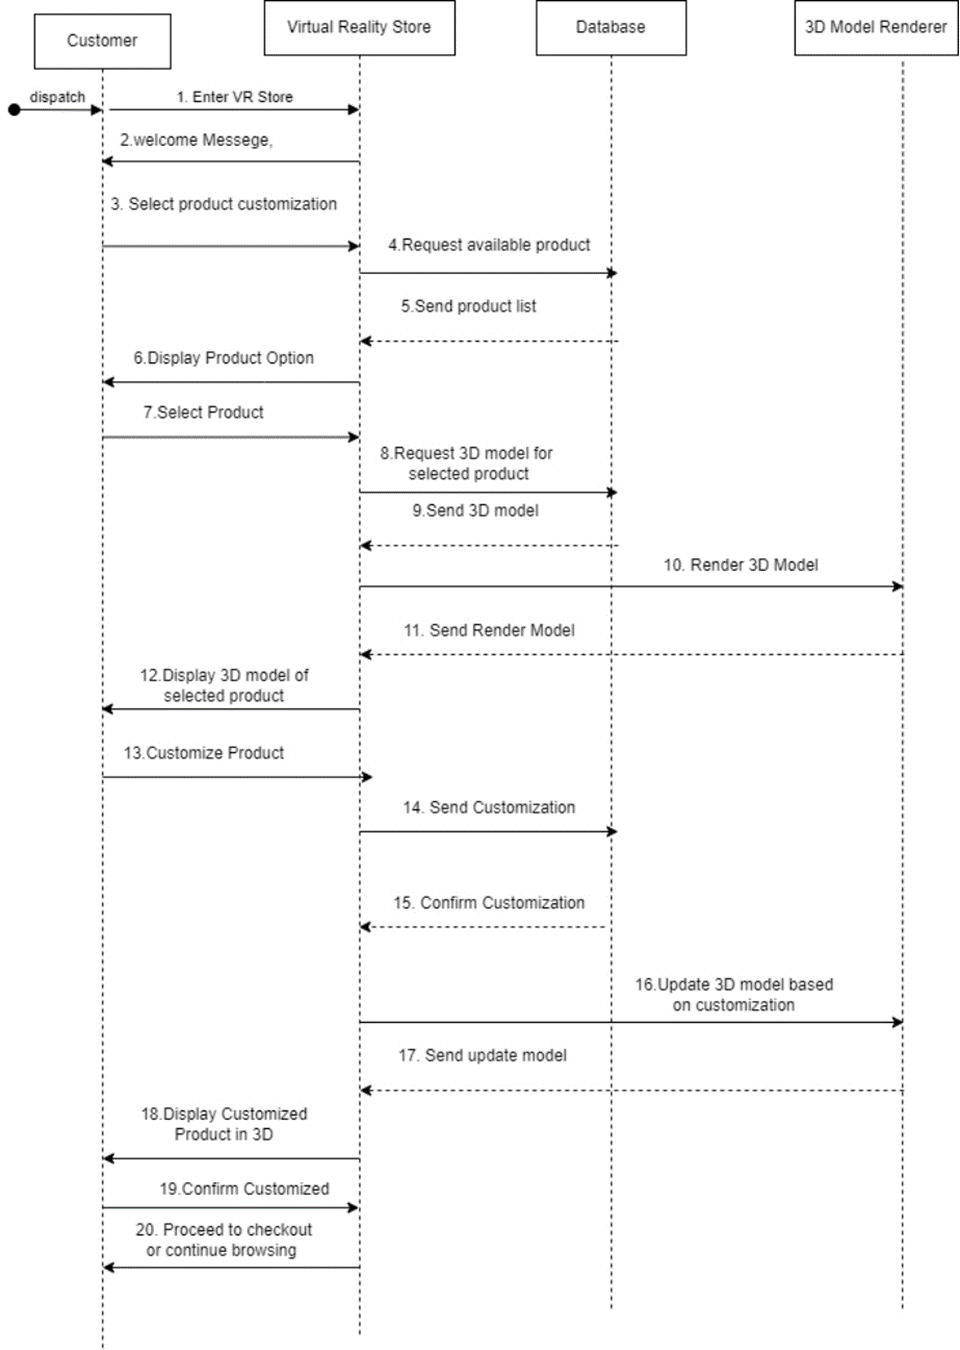 Customer
Virtual Reality Store
Database
3D Model Renderer
dispatch
1. Enter VR Store
2.welcome Messege,
3. Select product customization
4.Request available product
5.Send product list
6.Display Product Option
7.Select Product
8.Request 3D model for
selected product
9.Send 3D model
10. Render 3D Model
11. Send Render Model
12.Display 3D model of
selected product
13.Customize Product
14. Send Customization
15. Confirm Customization
16.Update 3D model based
on customization
17. Send update model
18.Display Customized
Product in 3D
19.Confirm Customized
20. Proceed to checkout
or continue browsing